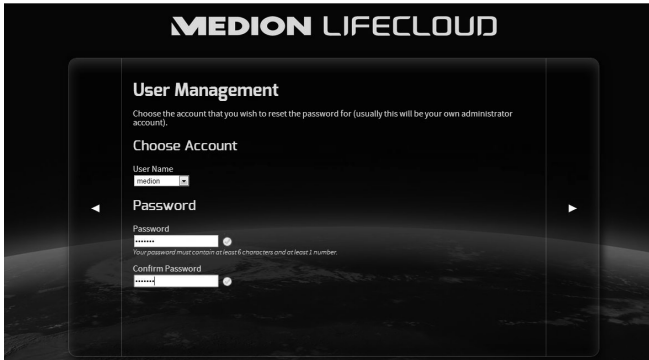 MEDION LIFECLOUD
User Management
Choose the account that you wish to reset the password for (usually this will be your own administrator
account).
Choose Account
User Name
medion
Password
Password
•••••••
Your password must contain at least 6 characters and at least 1 number.
Confirm Password
•••••••